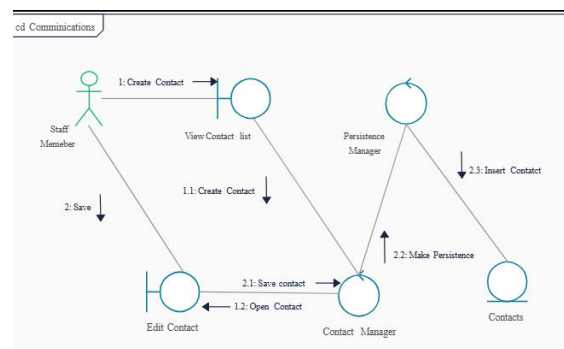 cd Comminications
1: Create Contact
Staff
Memeber
View Contact list
Persistence
Manager
2.3: Insert Contatct
1.1: Create Contact
2: Save
2.2: Make Persistence
2.1: Save contact
1.2: Open Contact
Edit Contact
Contact Manager
Contacts